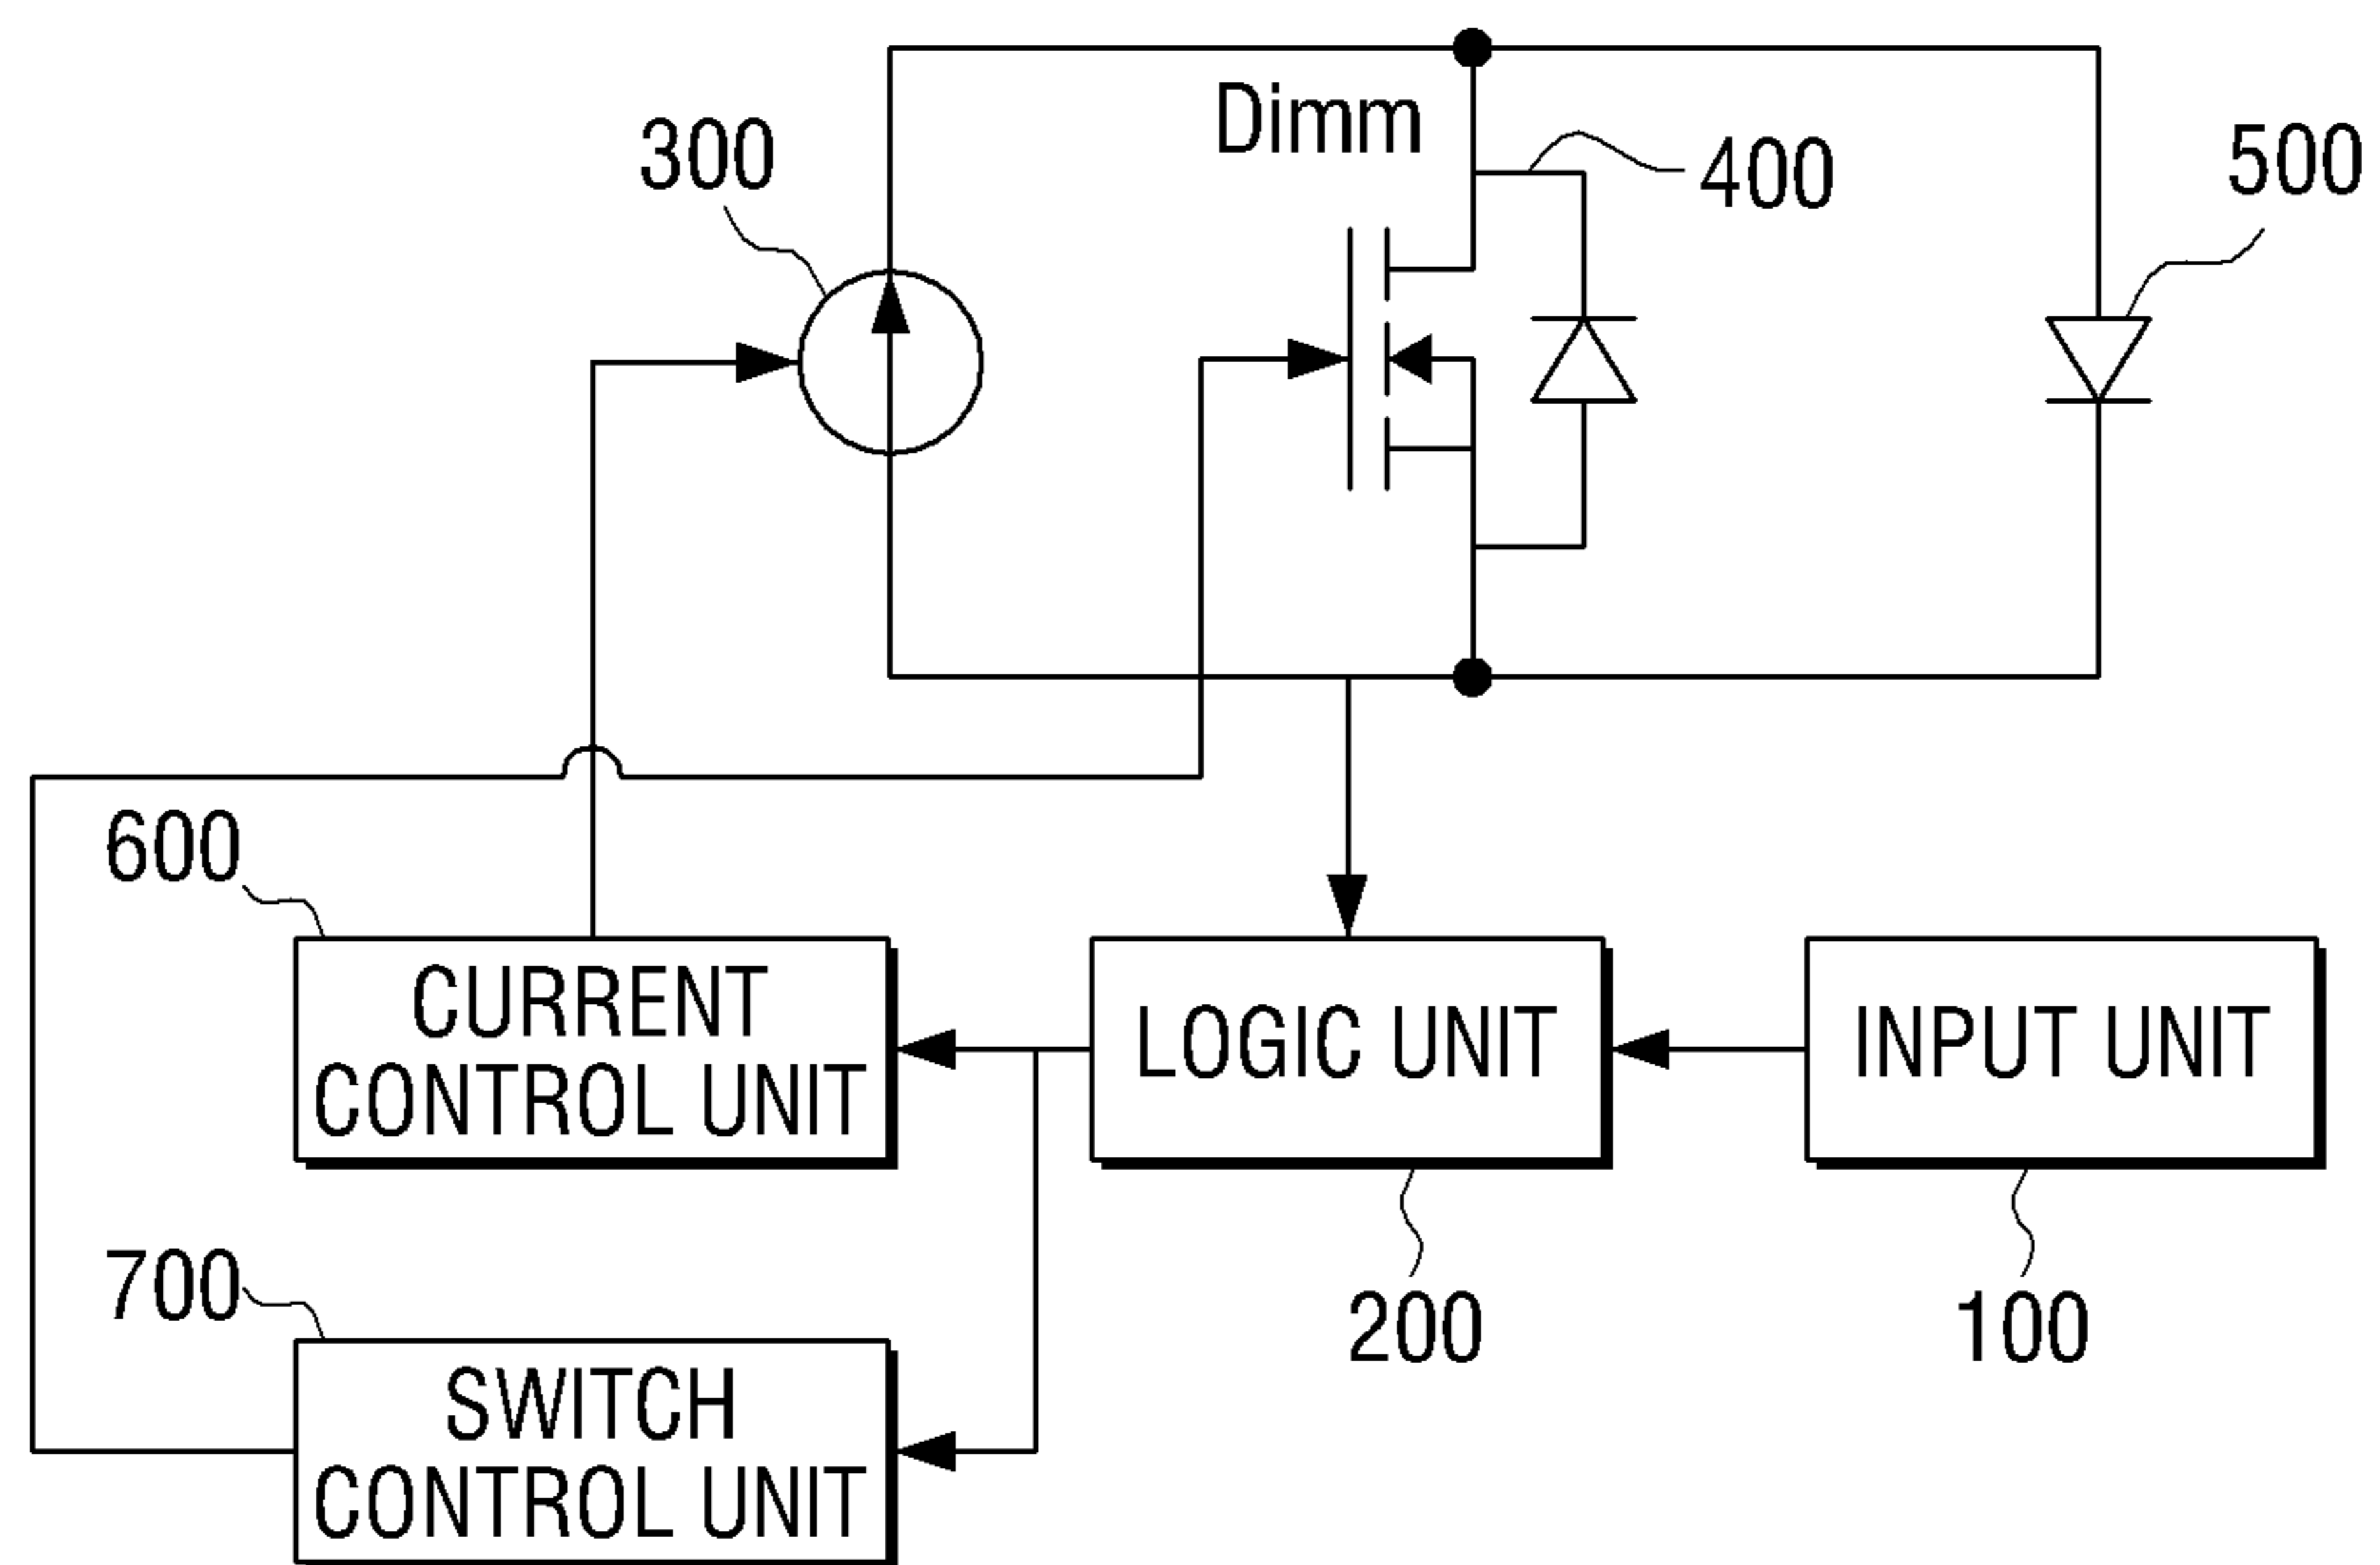 Dimm
300
400
500
600
CURRENT
CONTROL UNIT
LOGIC UNIT
INPUT UNIT
700
200
100
SWITCH
CONTROL UNIT